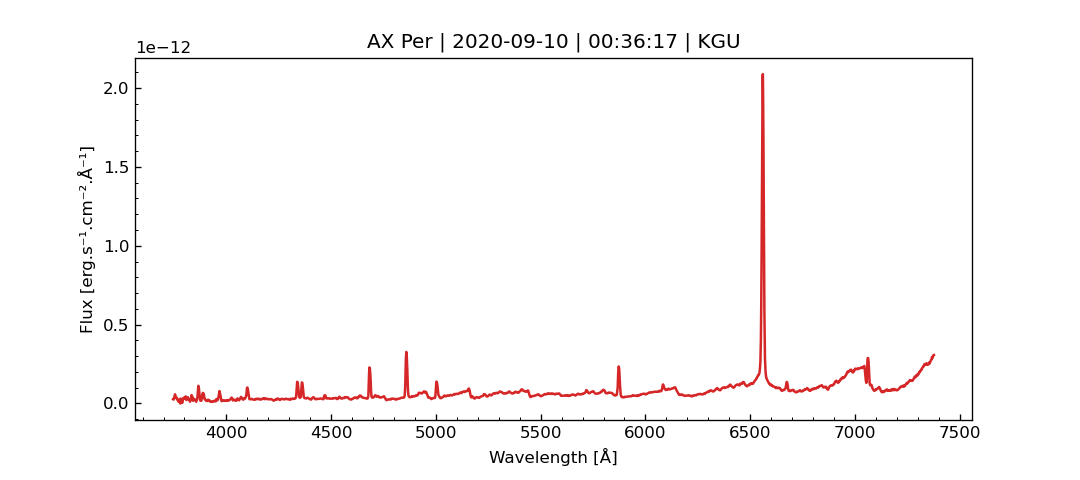 AX Per | 2020-09-10 | 00:36:17 | KGU
1e−12
2.0
1.5
1.0
0.5
0.0
Flux [erg.s⁻¹.cm⁻².Å⁻¹]
4000 4500 5000 5500 6000 6500 7000 7500
Wavelength [Å]